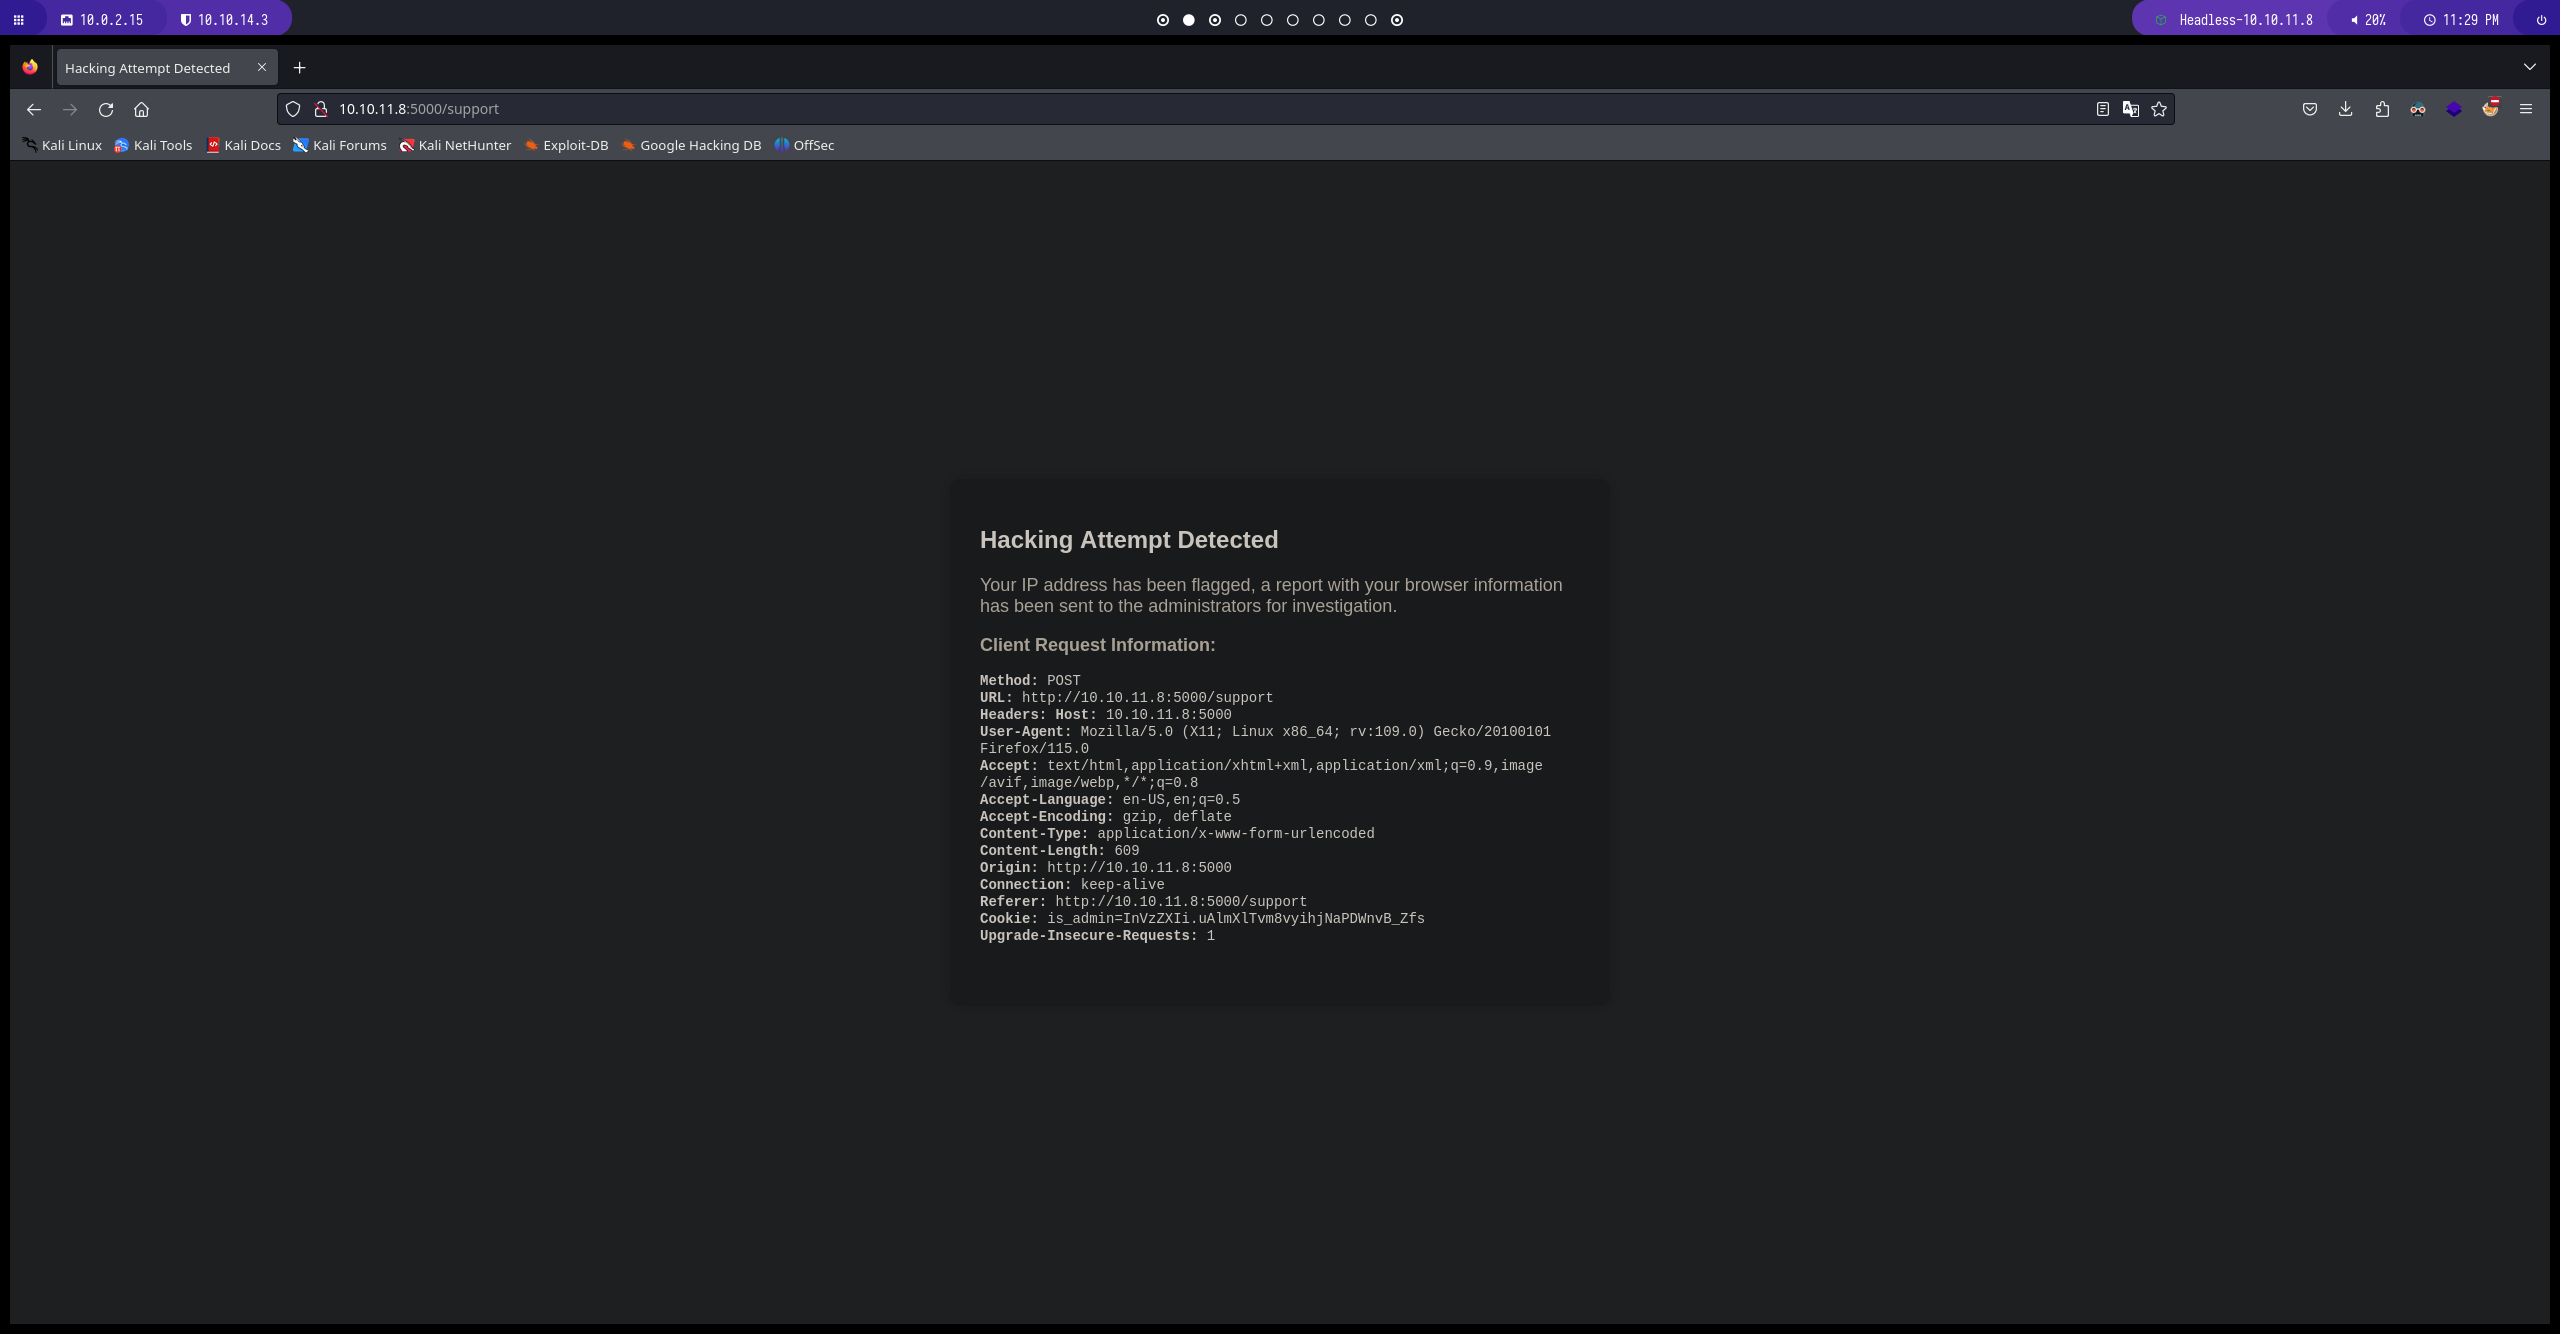 10.0.2.15
10.10.14.3
Headless-10.10.11.8
20%
11:29 PM
Hacking Attempt Detected
10.10.11.8:5000/support
Kali Linux
Kali Tools
Kali Docs
Kali Forums
Kali NetHunter
Exploit-DB
Google Hacking DB
OffSec
Hacking Attempt Detected
Your IP address has been flagged, a report with your browser information
has been sent to the administrators for investigation.
Client Request Information:
Method: POST
URL: http://10.10.11.8:5000/support
Headers: Host: 10.10.11.8:5000
User-Agent: Mozilla/5.0 (X11; Linux x86_64; rv:109.0) Gecko/20100101
Firefox/115.0
Accept: text/html,application/xhtml+xml,application/xml;q=0.9,image
/avif,image/webp,*/*;q=0.8
Accept-Language: en-US,en;q=0.5
Accept-Encoding: gzip, deflate
Content-Type: application/x-www-form-urlencoded
Content-Length: 609
Origin: http://10.10.11.8:5000
Connection: keep-alive
Referer: http://10.10.11.8:5000/support
Cookie: is_admin=InVzZXIi.uAlmXlTvm8vyihjNaPDWnvB_Zfs
Upgrade-Insecure-Requests: 1